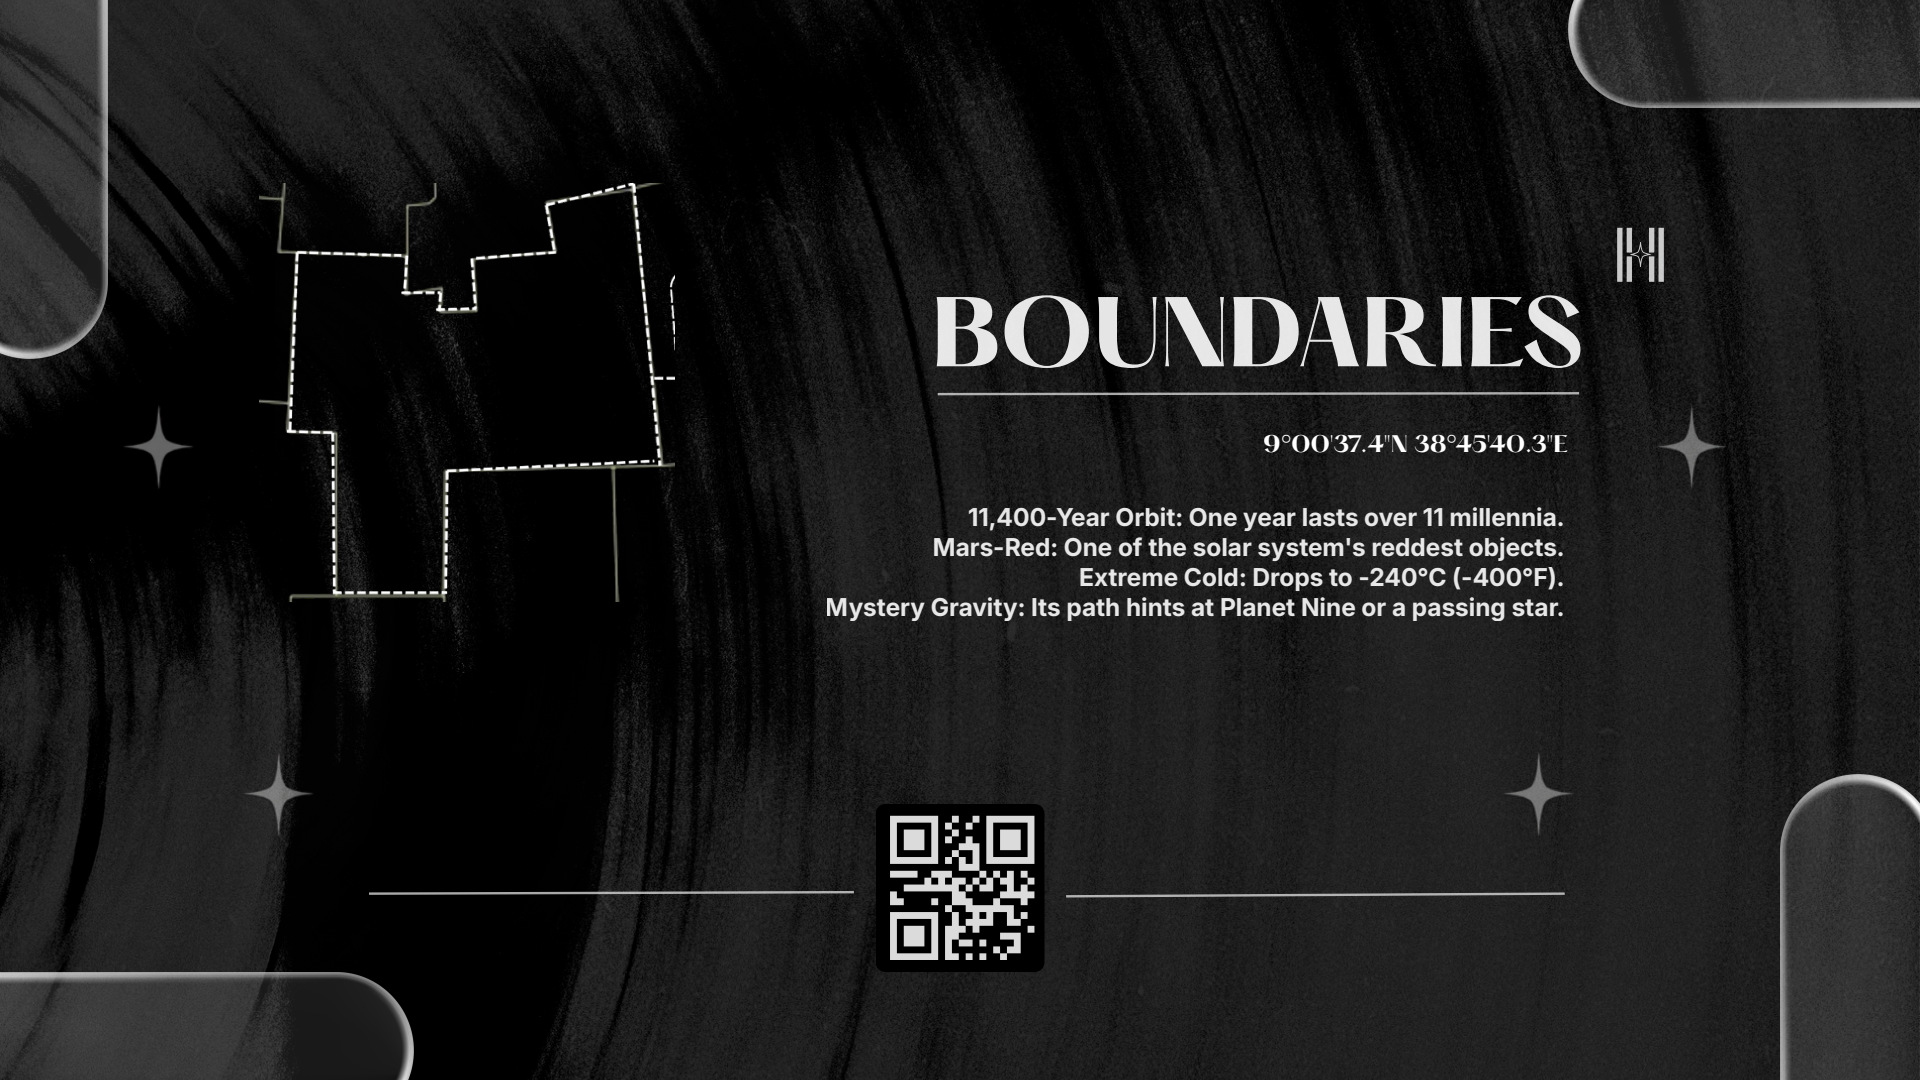 BOUNDARIES
9°00'37.4"N 38°45'40.3"E
11,400-Year Orbit: One year lasts over 11 millennia.
Mars-Red: One of the solar system's reddest objects.
Extreme Cold: Drops to -240°C (-400°F).
Mystery Gravity: Its path hints at Planet Nine or a passing star.